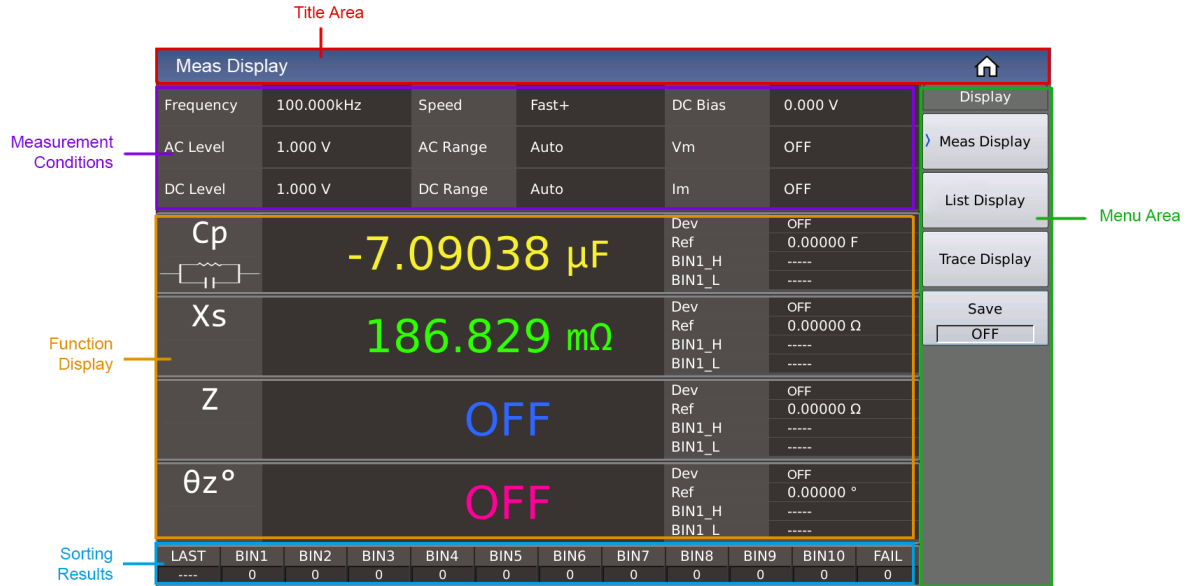 Title Area
Meas Display
Measurement
Conditions
Frequency 100.000kHz Speed Fast+ DC Bias 0.000 V
AC Level 1.000 V AC Range Auto Vm OFF
DC Level 1.000 V DC Range Auto Im OFF
Function
Display
Cp -7.09038 µF
Dev OFF
Ref 0.00000 F
BIN1_H -----
BIN1_L -----
Xs 186.829 mΩ
Dev OFF
Ref 0.00000 Ω
BIN1_H -----
BIN1_L -----
Z OFF
Dev OFF
Ref 0.00000 Ω
BIN1_H -----
BIN1_L -----
θz° OFF
Dev OFF
Ref 0.00000 °
BIN1_H -----
BIN1_L -----
Sorting
Results
LAST BIN1 BIN2 BIN3 BIN4 BIN5 BIN6 BIN7 BIN8 BIN9 BIN10 FAIL
---- 0 0 0 0 0 0 0 0 0 0 0
Display
Meas Display
List Display
Trace Display
Save
OFF
Menu Area